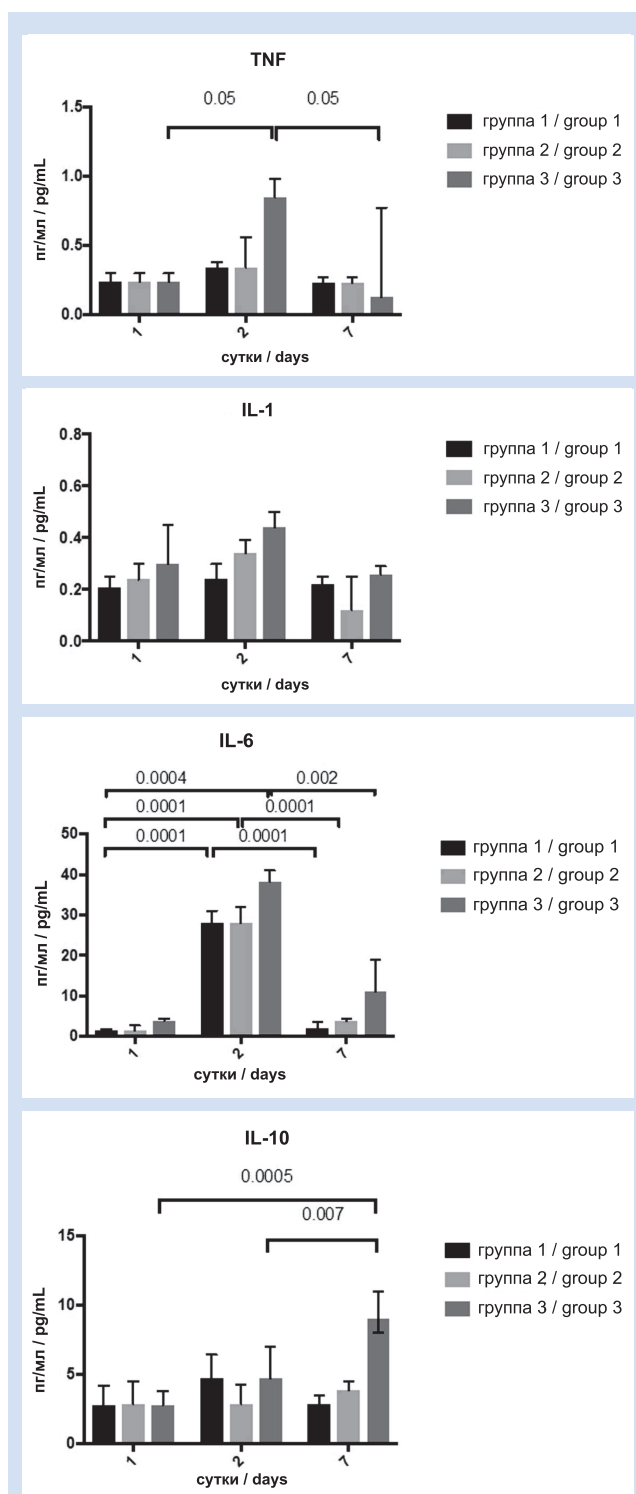 TNF
0.05 0.05
1.5
1.0
0.5
0.0
пг/мл / pg/mL
1 2 7
сутки / days
группа 1 / group 1
группа 2 / group 2
группа 3 / group 3
IL-1
0.8
0.6
0.4
0.2
0.0
пг/мл / pg/mL
1 2 7
сутки / days
группа 1 / group 1
группа 2 / group 2
группа 3 / group 3
IL-6
0.0004 0.002
0.0001 0.0001
0.0001 0.0001
50
40
30
20
10
0
пг/мл / pg/mL
1 2 7
сутки / days
группа 1 / group 1
группа 2 / group 2
группа 3 / group 3
IL-10
0.0005
0.007
15
10
5
0
пг/мл / pg/mL
1 2 7
сутки / days
группа 1 / group 1
группа 2 / group 2
группа 3 / group 3